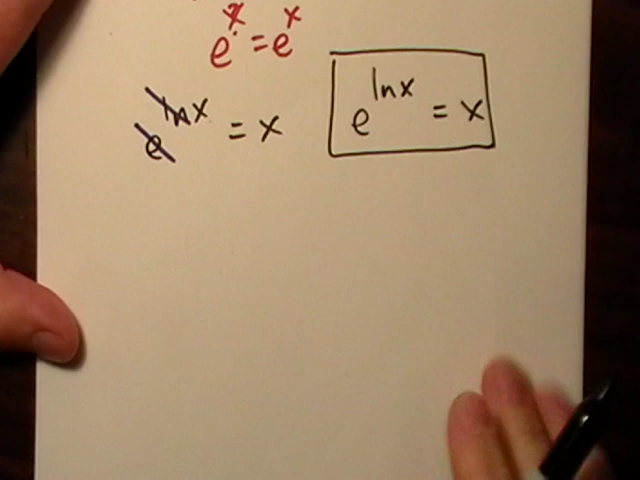 e^x = e^x
e^ln x = x
e^ln x = x